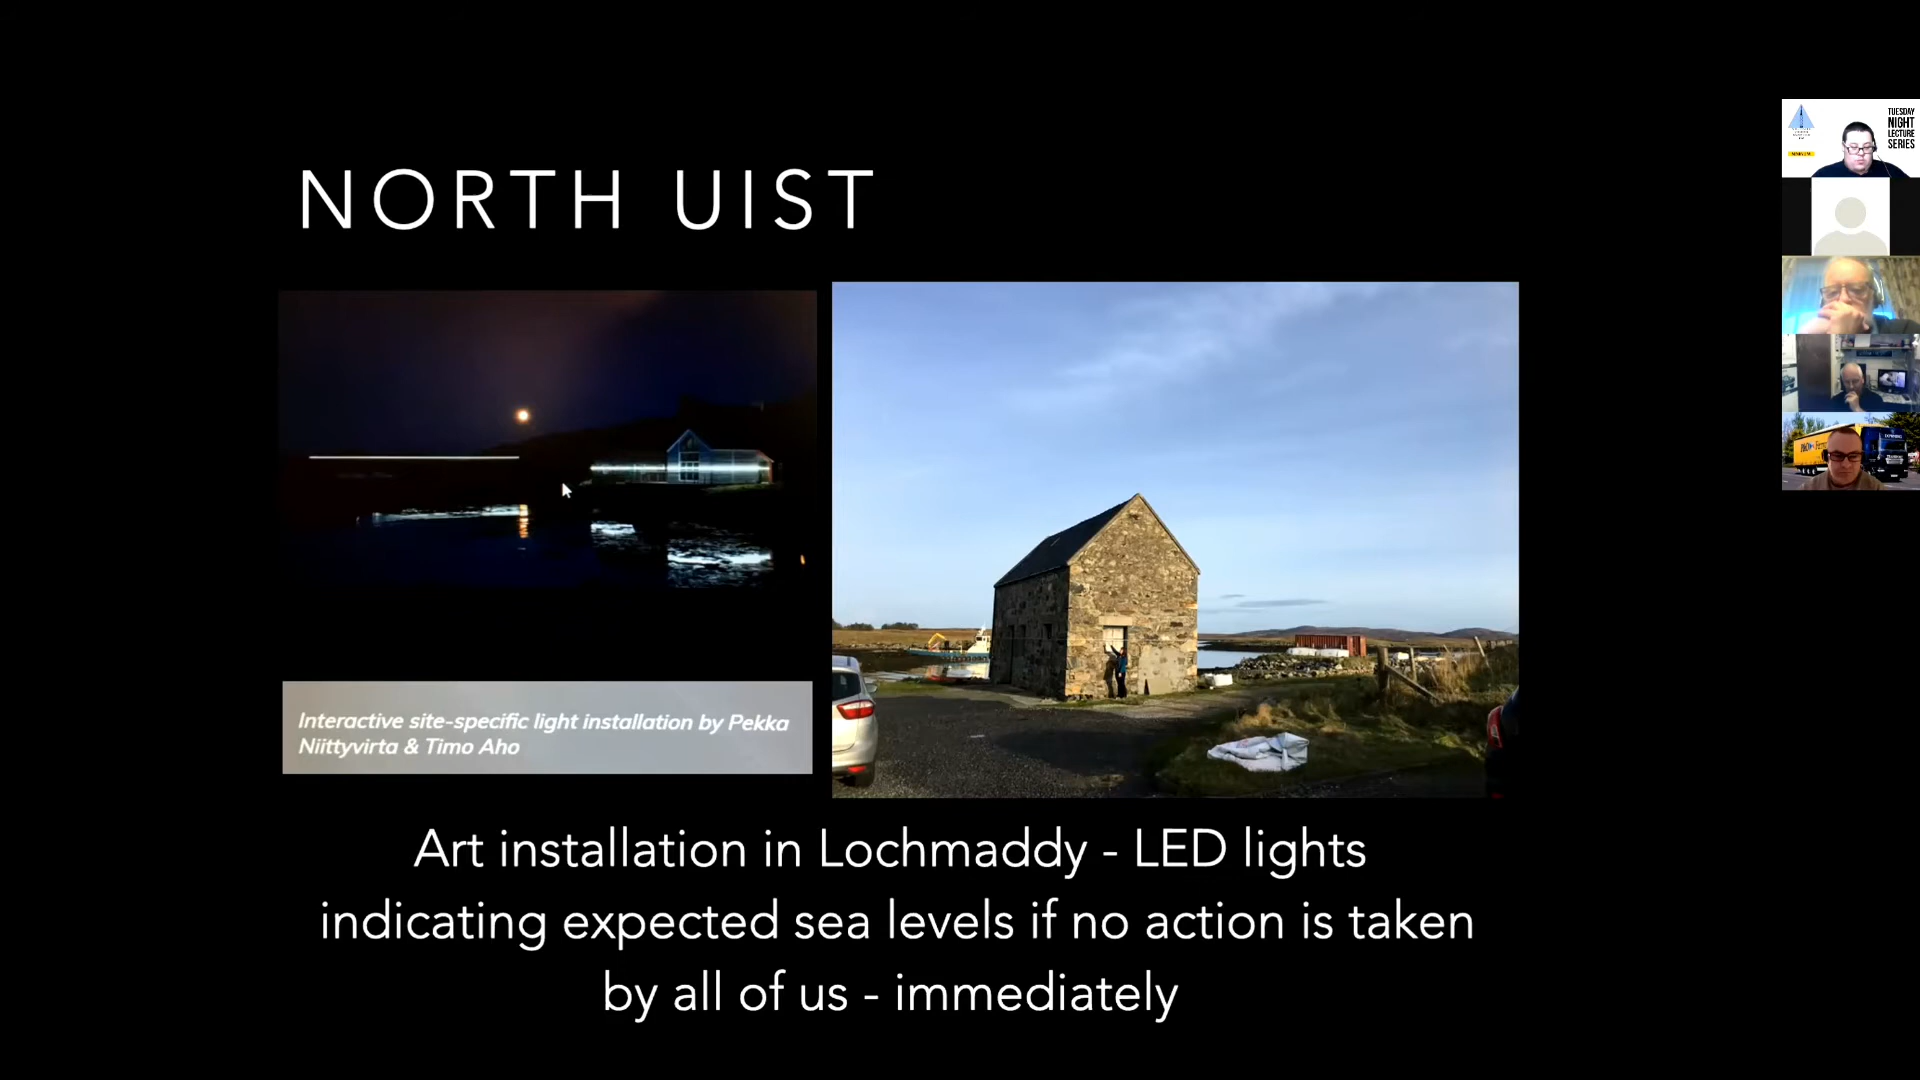 NORTH UIST
Interactive site-specific light installation by Pekka
Niittyvirta & Timo Aho
Art installation in Lochmaddy - LED lights
indicating expected sea levels if no action is taken
by all of us - immediately
TUESDAY
NIGHT
LECTURE
SERIES